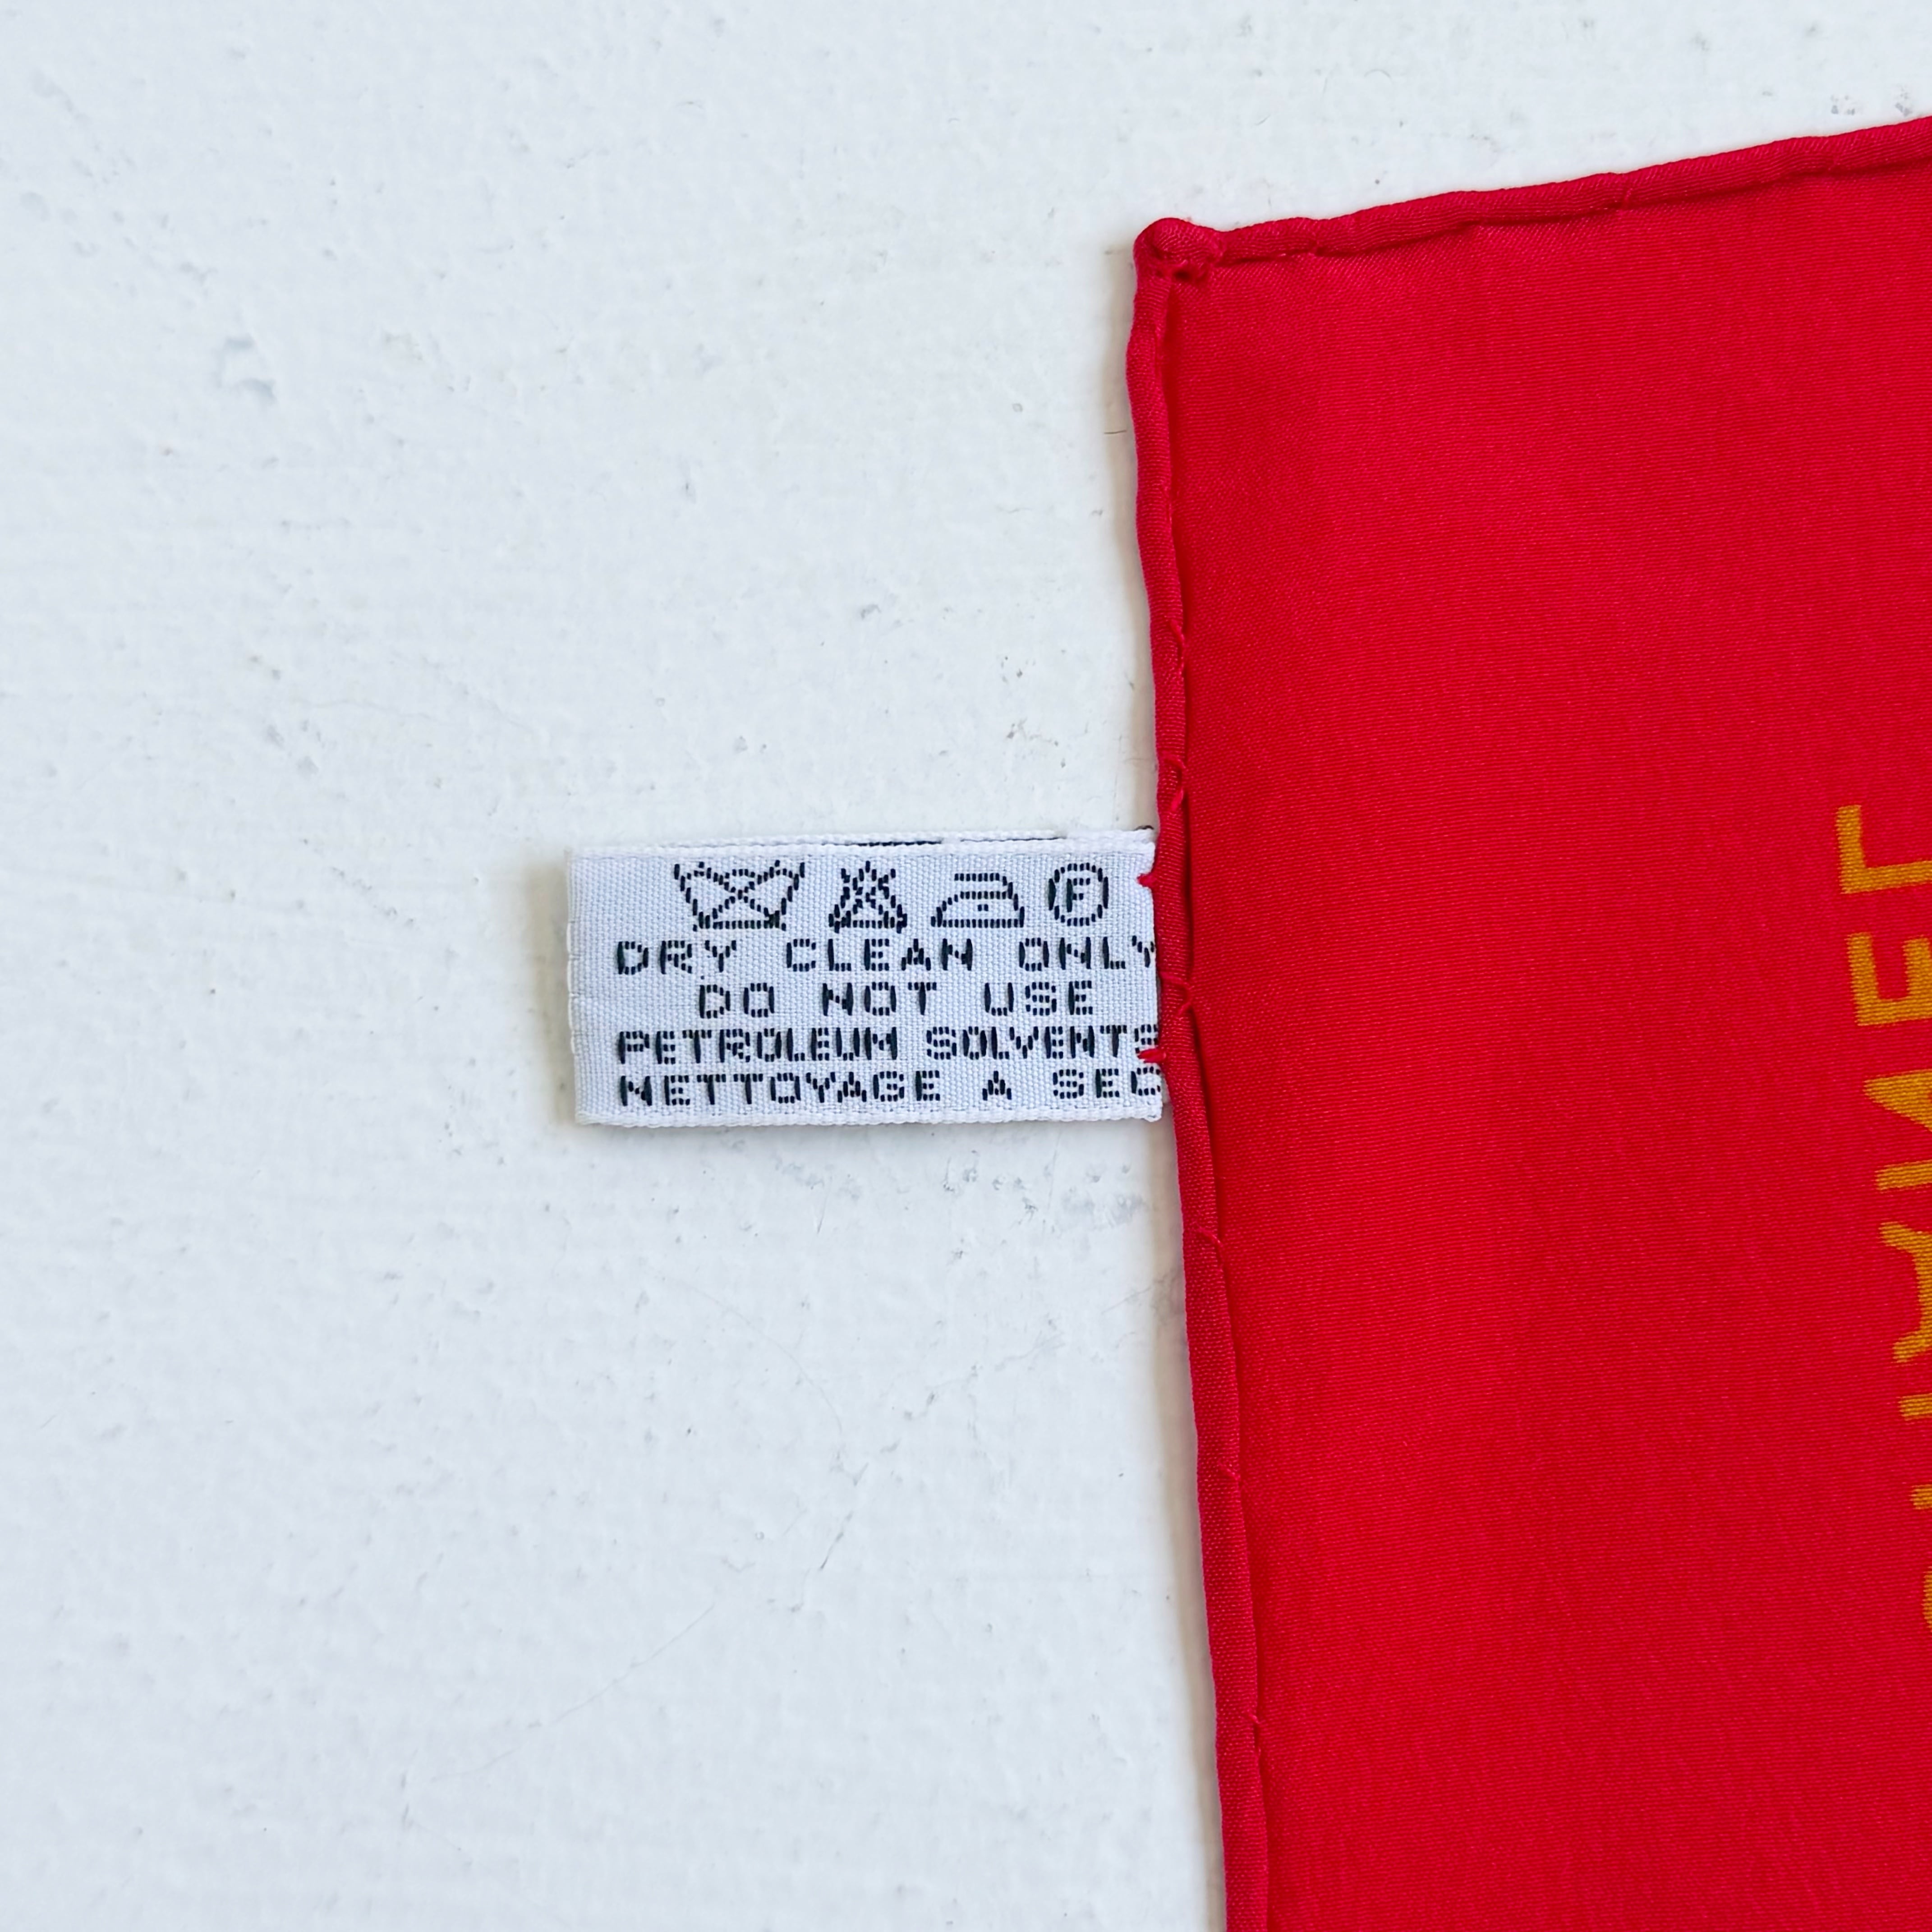 F
DRY CLEAN ONLY
DO NOT USE
PETROLEUM SOLVENTS
NETTOYAGE A SEC